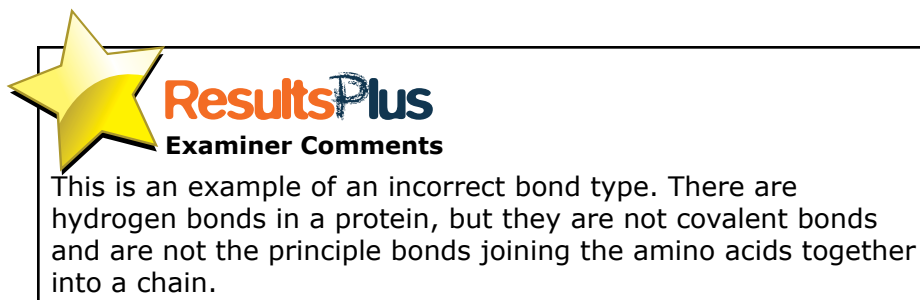 ResultsPlus
Examiner Comments
This is an example of an incorrect bond type. There are
hydrogen bonds in a protein, but they are not covalent bonds
and are not the principle bonds joining the amino acids together
into a chain.